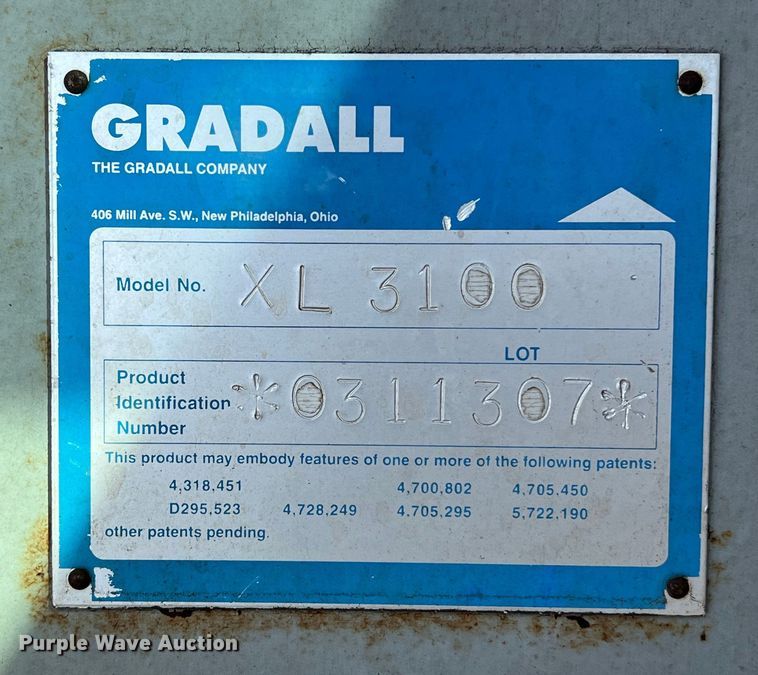 GRADALL
THE GRADALL COMPANY
406 Mill Ave. S.W., New Philadelphia, Ohio
Model No. XL 3100
LOT
Product
Identification
Number
*0311307*
This product may embody features of one or more of the following patents:
4,318,451 4,700,802 4,705,450
D295,523 4,728,249 4,705,295 5,722,190
other patents pending.
Purple Wave Auction